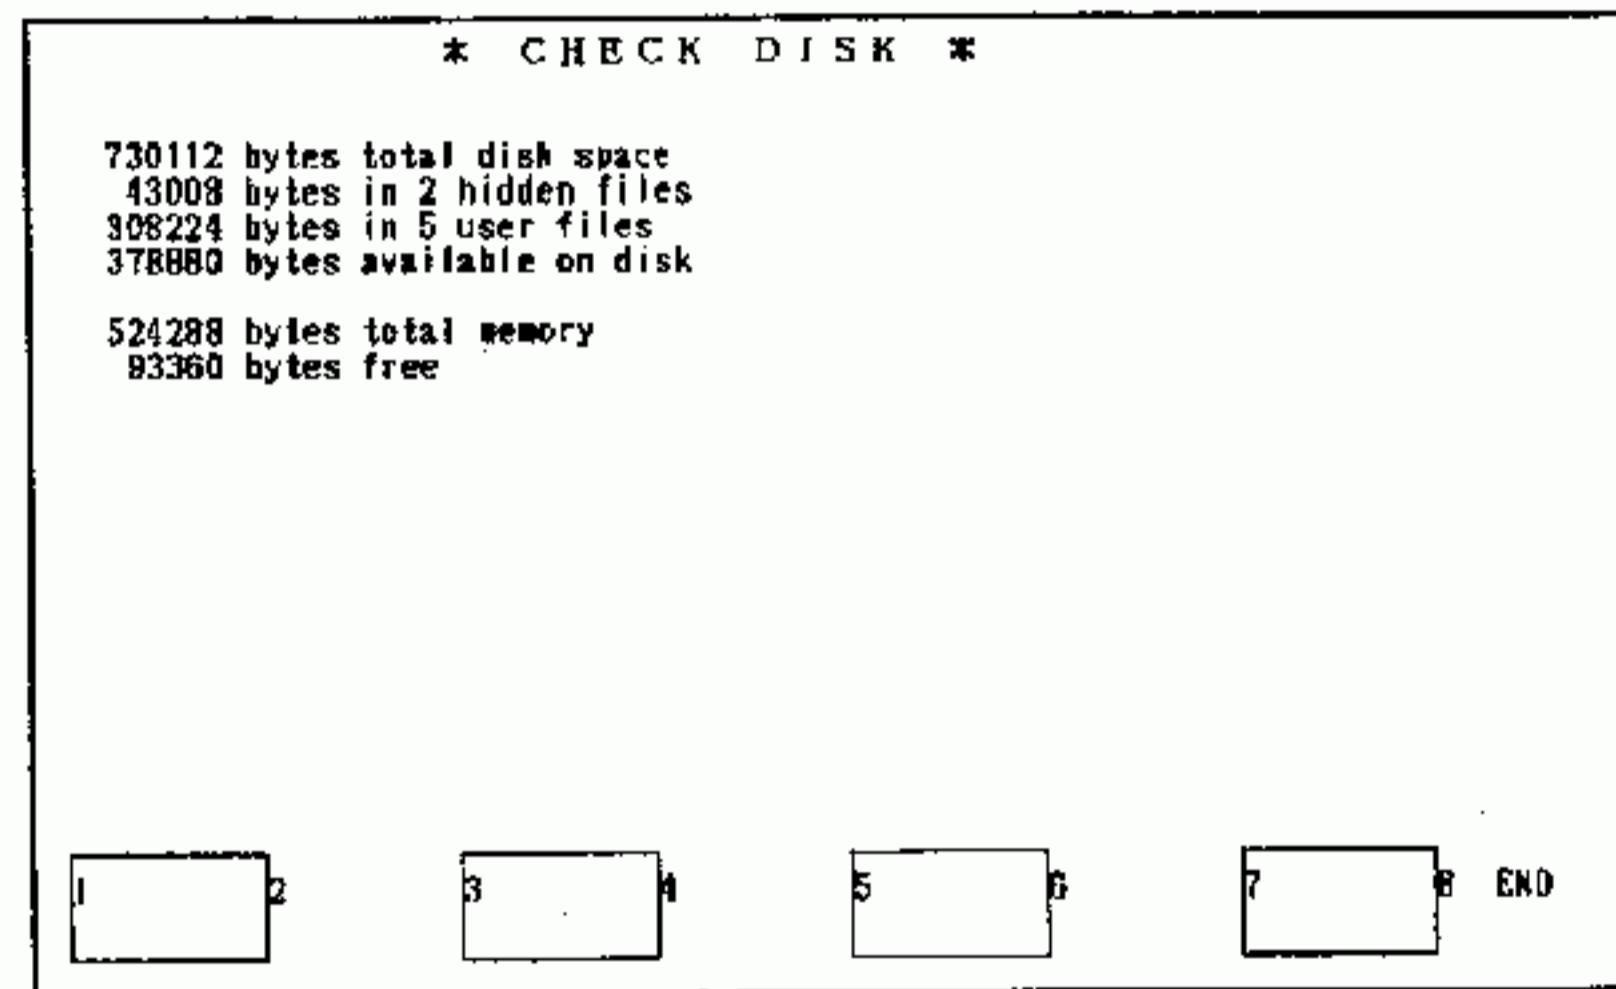 * CHECK DISK *
730112 bytes total disk space
43008 bytes in 2 hidden files
308224 bytes in 5 user files
378880 bytes available on disk
524288 bytes total memory
93360 bytes free
1 2 3 4 5 6 7 8 END